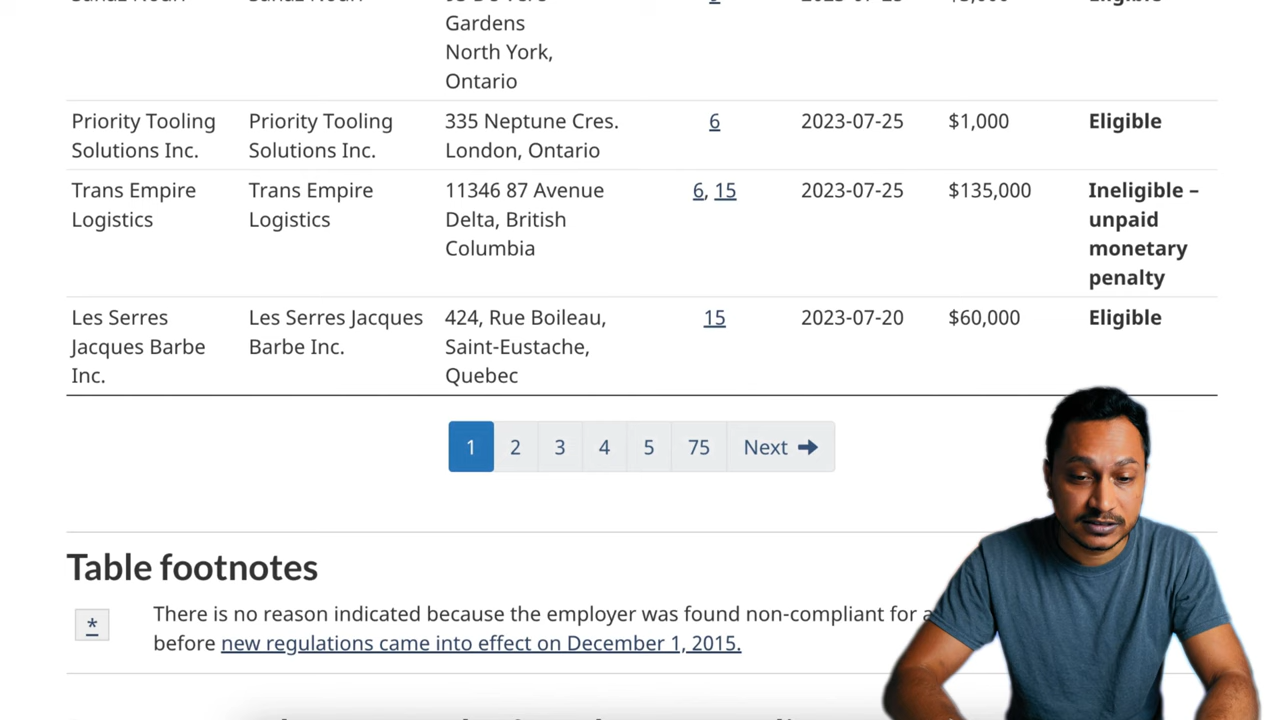 Gardens
North York,
Ontario
Priority Tooling Priority Tooling 335 Neptune Cres. 6 2023-07-25 $1,000 Eligible
Solutions Inc. Solutions Inc. London, Ontario
Trans Empire Trans Empire 11346 87 Avenue 6, 15 2023-07-25 $135,000 Ineligible –
Logistics Logistics Delta, British unpaid
Columbia monetary
penalty
Les Serres Les Serres Jacques 424, Rue Boileau, 15 2023-07-20 $60,000 Eligible
Jacques Barbe Barbe Inc. Saint-Eustache,
Inc. Quebec
1 2 3 4 5 75 Next
Table footnotes
* There is no reason indicated because the employer was found non-compliant for
before new regulations came into effect on December 1, 2015.